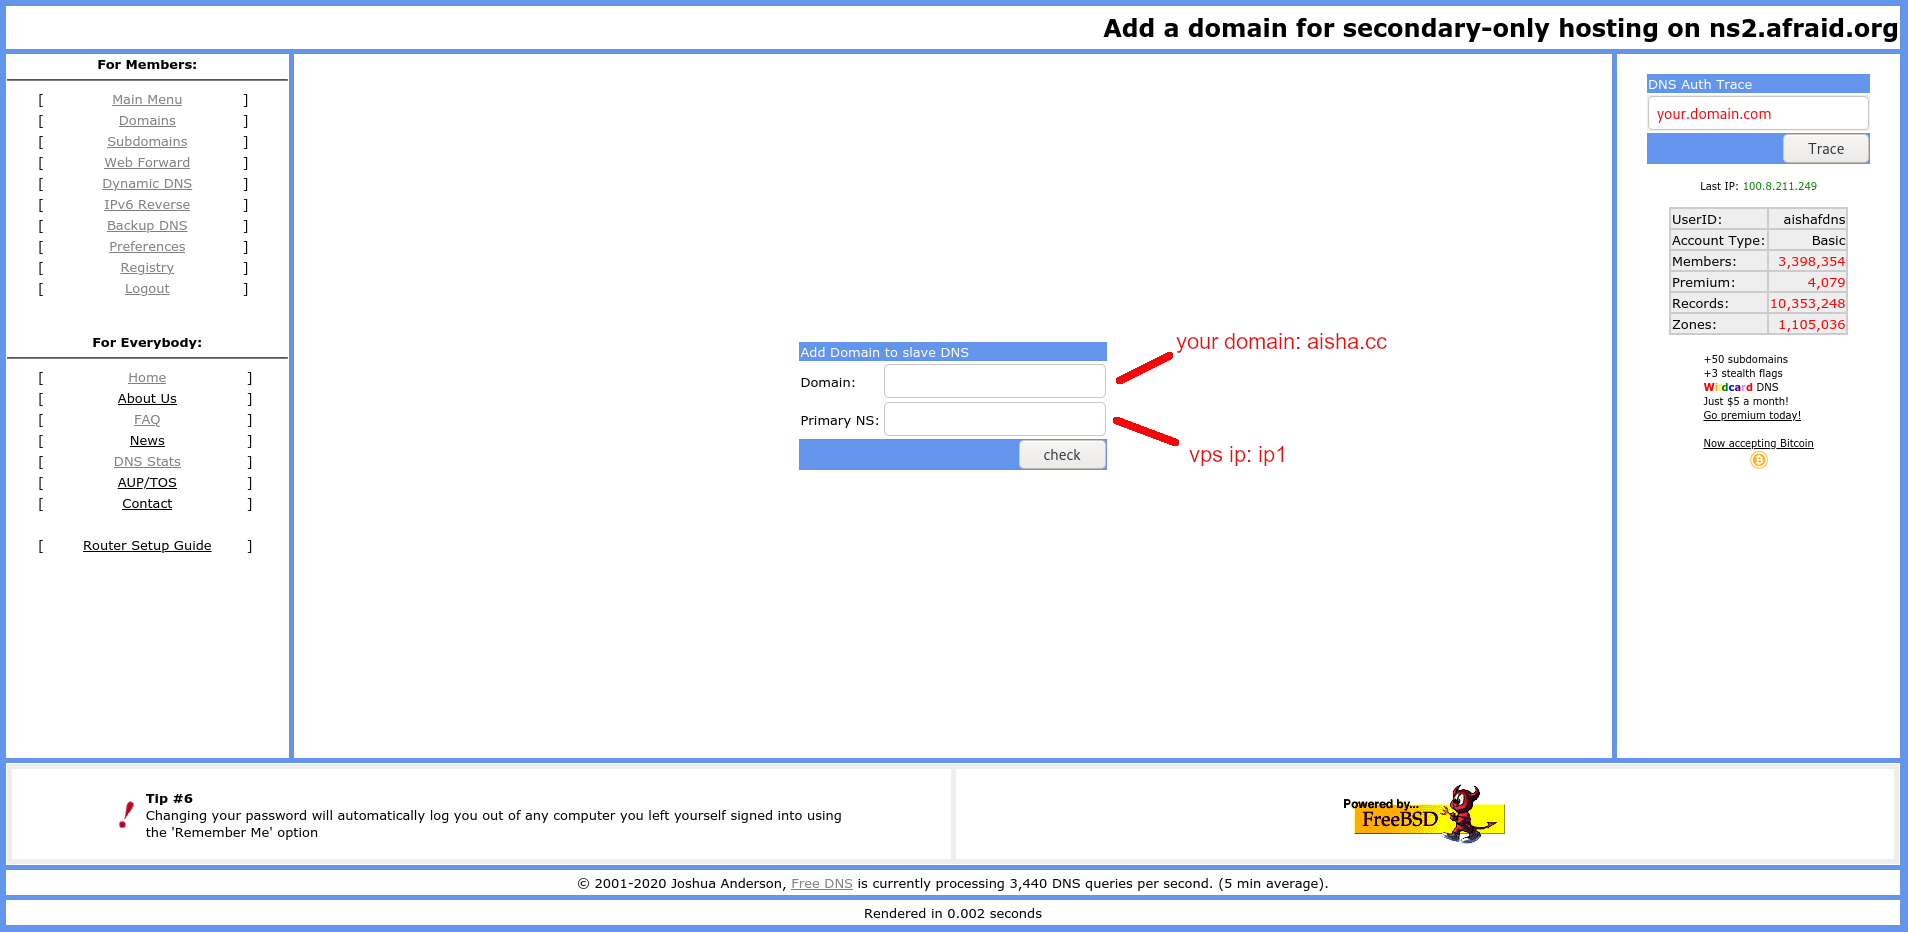 Add a domain for secondary-only hosting on ns2.afraid.org
For Members:
[ Main Menu ]
[ Domains ]
[ Subdomains ]
[ Web Forward ]
[ Dynamic DNS ]
[ IPv6 Reverse ]
[ Backup DNS ]
[ Preferences ]
[ Registry ]
[ Logout ]
For Everybody:
[ Home ]
[ About Us ]
[ FAQ ]
[ News ]
[ DNS Stats ]
[ AUP/TOS ]
[ Contact ]
[ Router Setup Guide ]
Add Domain to slave DNS
Domain:
Primary NS:
check
your domain: aisha.cc
vps ip: ip1
DNS Auth Trace
your.domain.com
Trace
Last IP: 100.8.211.249
UserID: aishafdns
Account Type: Basic
Members: 3,398,354
Premium: 4,079
Records: 10,353,248
Zones: 1,105,036
+50 subdomains
+3 stealth flags
Wildcard DNS
Just $5 a month!
Go premium today!
Now accepting Bitcoin
Tip #6
Changing your password will automatically log you out of any computer you left yourself signed into using
the 'Remember Me' option
Powered by...
FreeBSD
© 2001-2020 Joshua Anderson, Free DNS is currently processing 3,440 DNS queries per second. (5 min average).
Rendered in 0.002 seconds